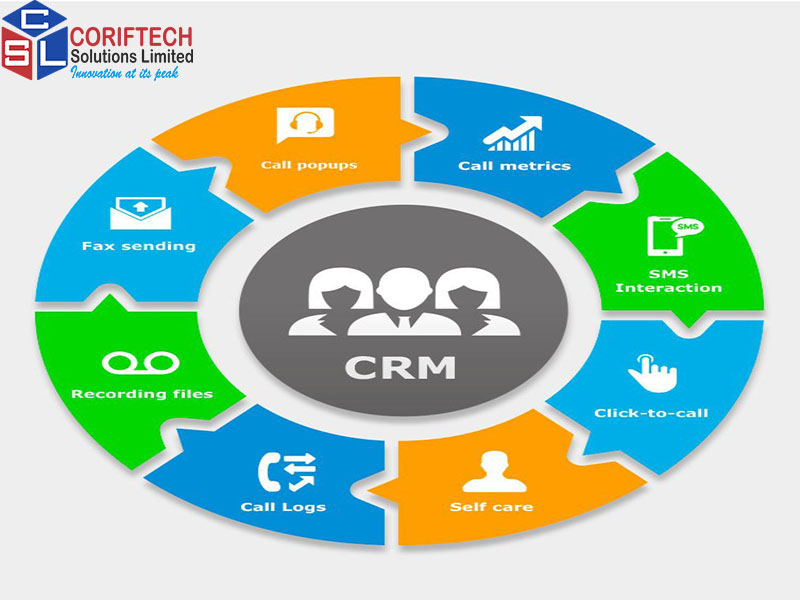 CSL
CORIFTECH
Solutions Limited
Innovation at its peak
Call popups
Call metrics
SMS
SMS
Interaction
Click-to-call
Self care
Call Logs
Recording files
Fax sending
CRM